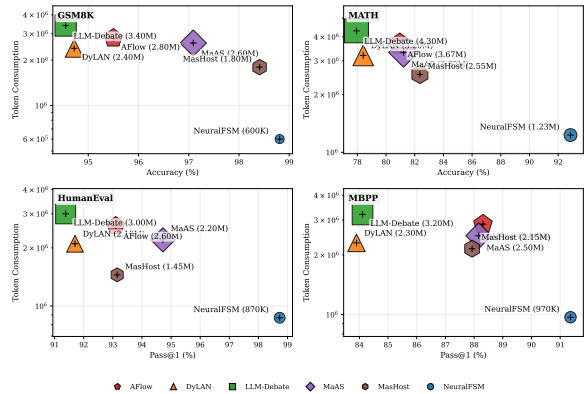 GSM8K
LLM-Debate (3.40M)
AFlow (2.80M)
DyLAN (2.40M)
MaAS (2.60M)
MasHost (1.80M)
NeuralFSM (600K)
4 × 10⁶
3 × 10⁶
2 × 10⁶
10⁶
6 × 10⁵
Token Consumption
95 96 97 98 99
Accuracy (%)
MATH
LLM-Debate (4.30M)
DyLAN
AFlow (3.67M)
MasHost (2.55M)
NeuralFSM (1.23M)
4 × 10⁶
3 × 10⁶
2 × 10⁶
10⁶
Token Consumption
78 80 82 84 86 88 90 92
Accuracy (%)
HumanEval
LLM-Debate (3.00M)
DyLAN
AFlow (2.60M)
MaAS (2.20M)
MasHost (1.45M)
NeuralFSM (870K)
4 × 10⁶
3 × 10⁶
2 × 10⁶
10⁶
Token Consumption
91 92 93 94 95 96 97 98 99
Pass@1 (%)
MBPP
LLM-Debate (3.20M)
DyLAN (2.30M)
MasHost (2.15M)
MaAS (2.50M)
NeuralFSM (970K)
4 × 10⁶
3 × 10⁶
2 × 10⁶
10⁶
Token Consumption
84 85 86 87 88 89 90 91
Pass@1 (%)
AFlow DyLAN LLM-Debate MaAS MasHost NeuralFSM